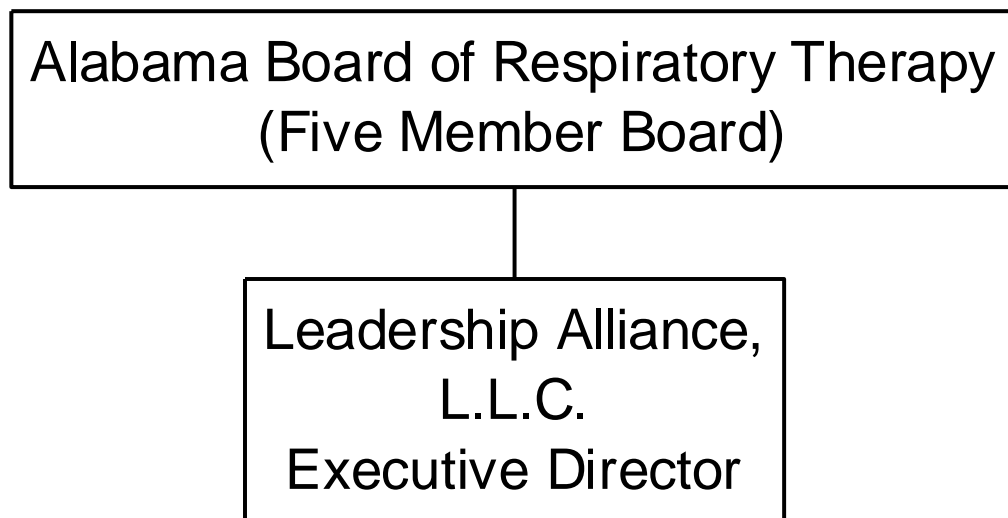 Alabama Board of Respiratory Therapy
(Five Member Board)
Leadership Alliance,
L.L.C.
Executive Director